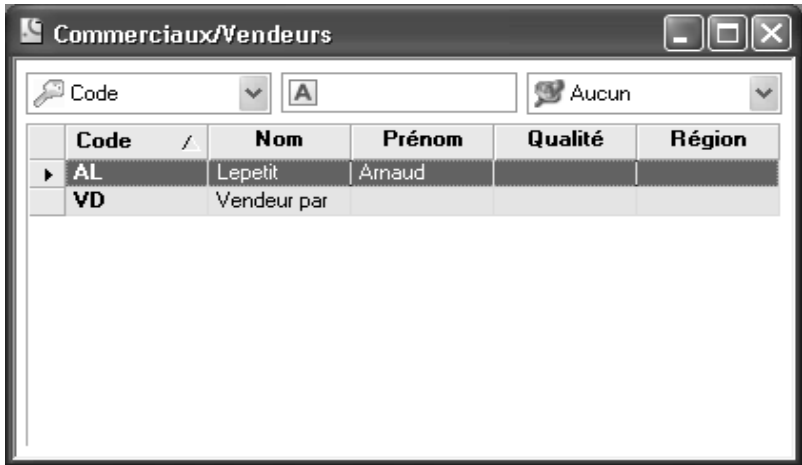 Commerciaux/Vendeurs
Code A Aucun
Code Nom Prénom Qualité Région
AL Lepetit Arnaud
VD Vendeur par